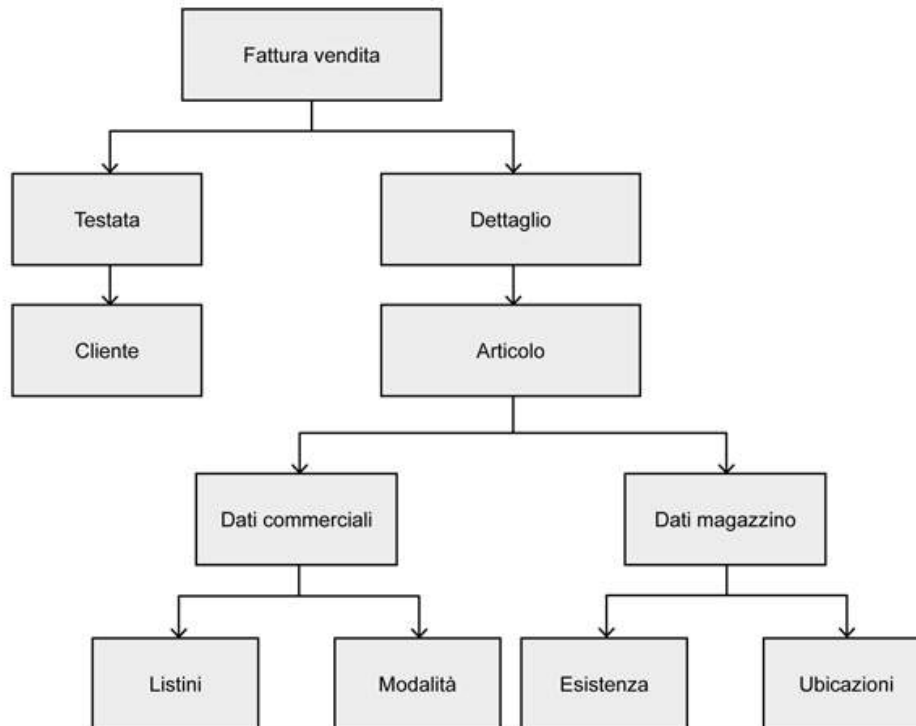 Fattura vendita
Testata
Dettaglio
Cliente
Articolo
Dati commerciali
Dati magazzino
Listini
Modalità
Esistenza
Ubicazioni